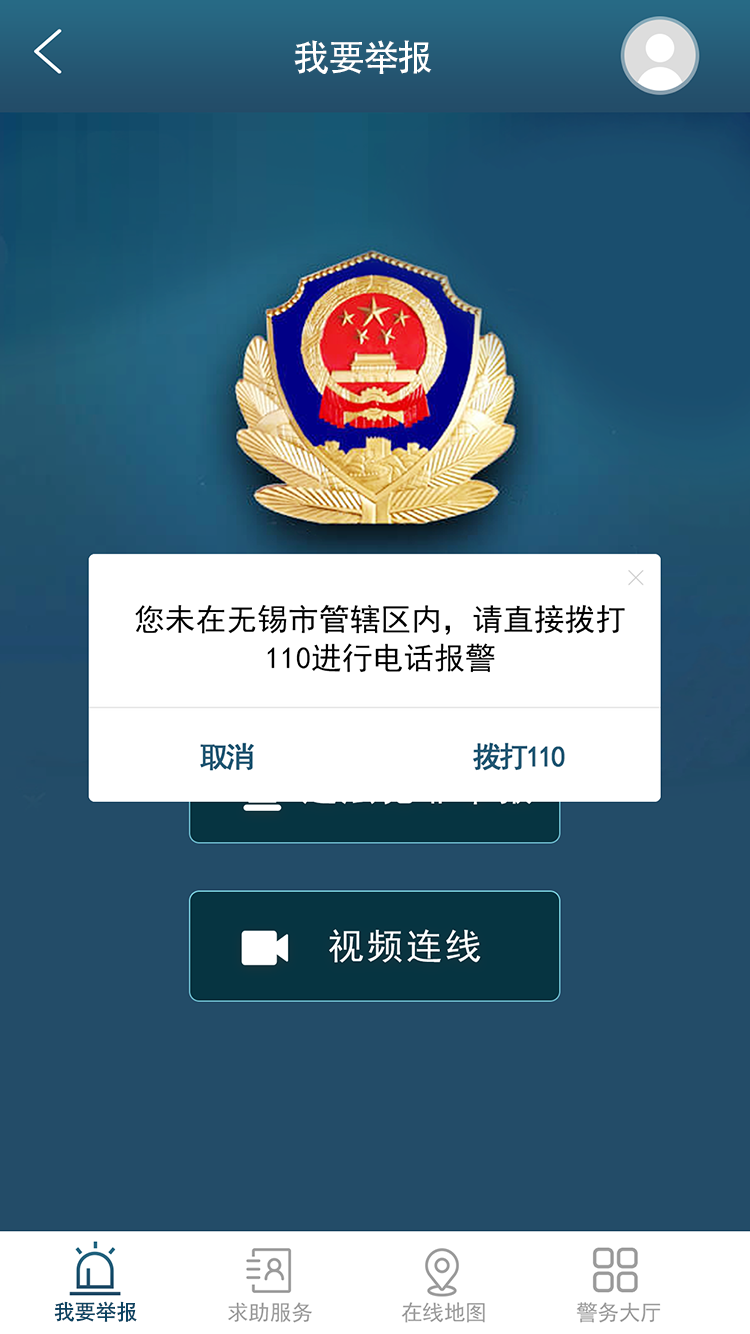 我要举报
您未在无锡市管辖区内，请直接拨打
110进行电话报警
取消
拨打110
视频连线
我要举报
求助服务
在线地图
警务大厅